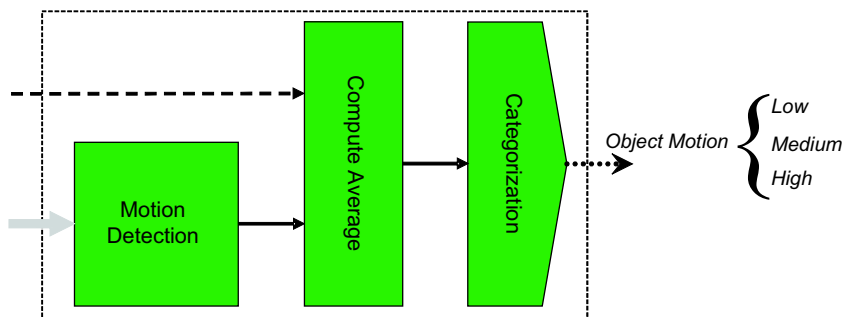 Motion
Detection
Compute Average
Categorization
Object Motion
Low
Medium
High